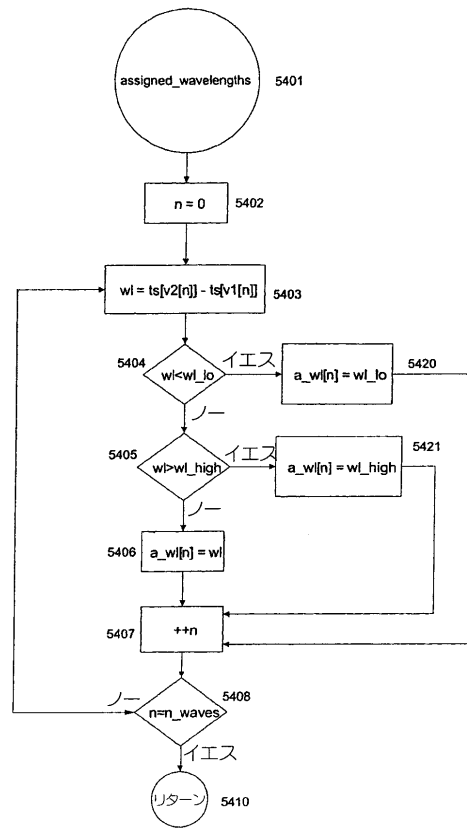 assigned_wavelengths
5401
n = 0
5402
wl = ts[v2[n]] - ts[v1[n]]
5403
5404
wl<wl_lo
イエス
a_wl[n] = wl_lo
5420
ノー
5405
wl>wl_high
イエス
a_wl[n] = wl_high
5421
ノー
5406
a_wl[n] = wl
5407
++n
ノー
n=n_waves
5408
イエス
リターン
5410